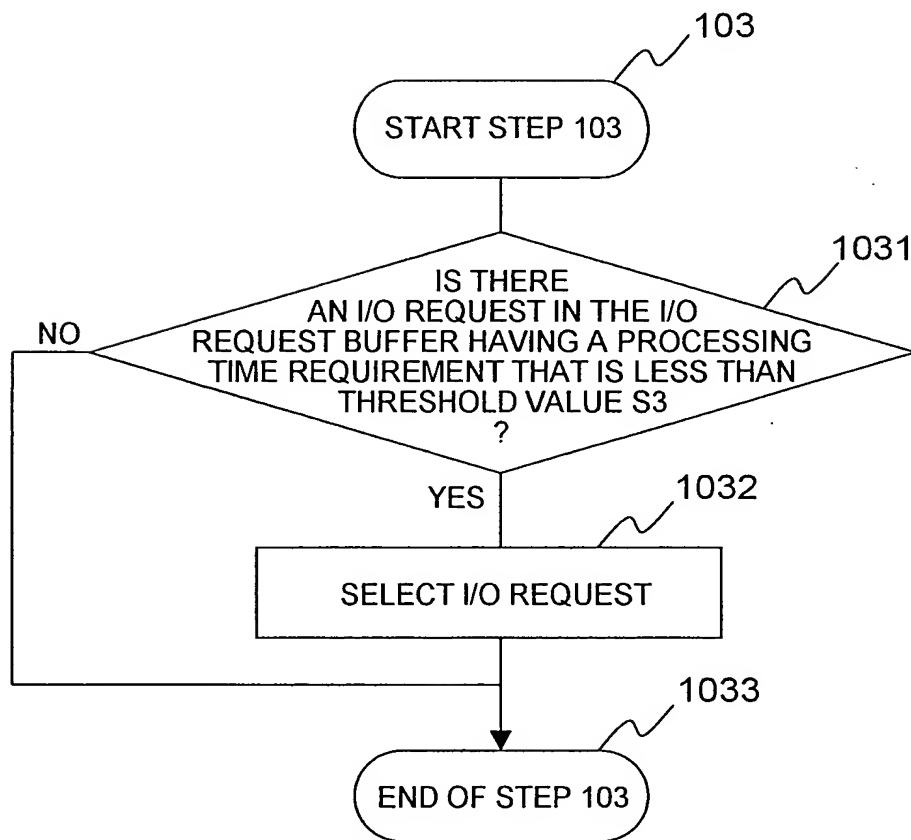 103
START STEP 103
1031
IS THERE
AN I/O REQUEST IN THE I/O
REQUEST BUFFER HAVING A PROCESSING
TIME REQUIREMENT THAT IS LESS THAN
THRESHOLD VALUE S3
?
NO
YES
1032
SELECT I/O REQUEST
1033
END OF STEP 103